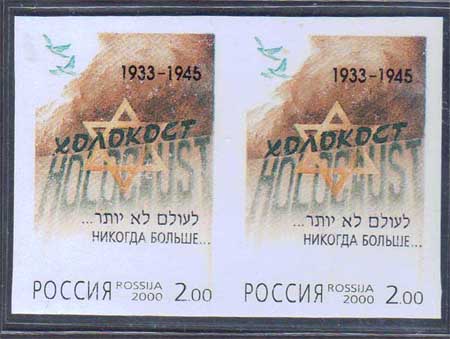 1933-1945 1933-1945
ХОЛОКОСТ ХОЛОКОСТ
HOLOCAUST HOLOCAUST
לעולם לא יותר... לעולם לא יותר...
НИКОГДА БОЛЬШЕ... НИКОГДА БОЛЬШЕ...
РОССИЯ ROSSIJA 2000 2.00 РОССИЯ ROSSIJA 2000 2.00